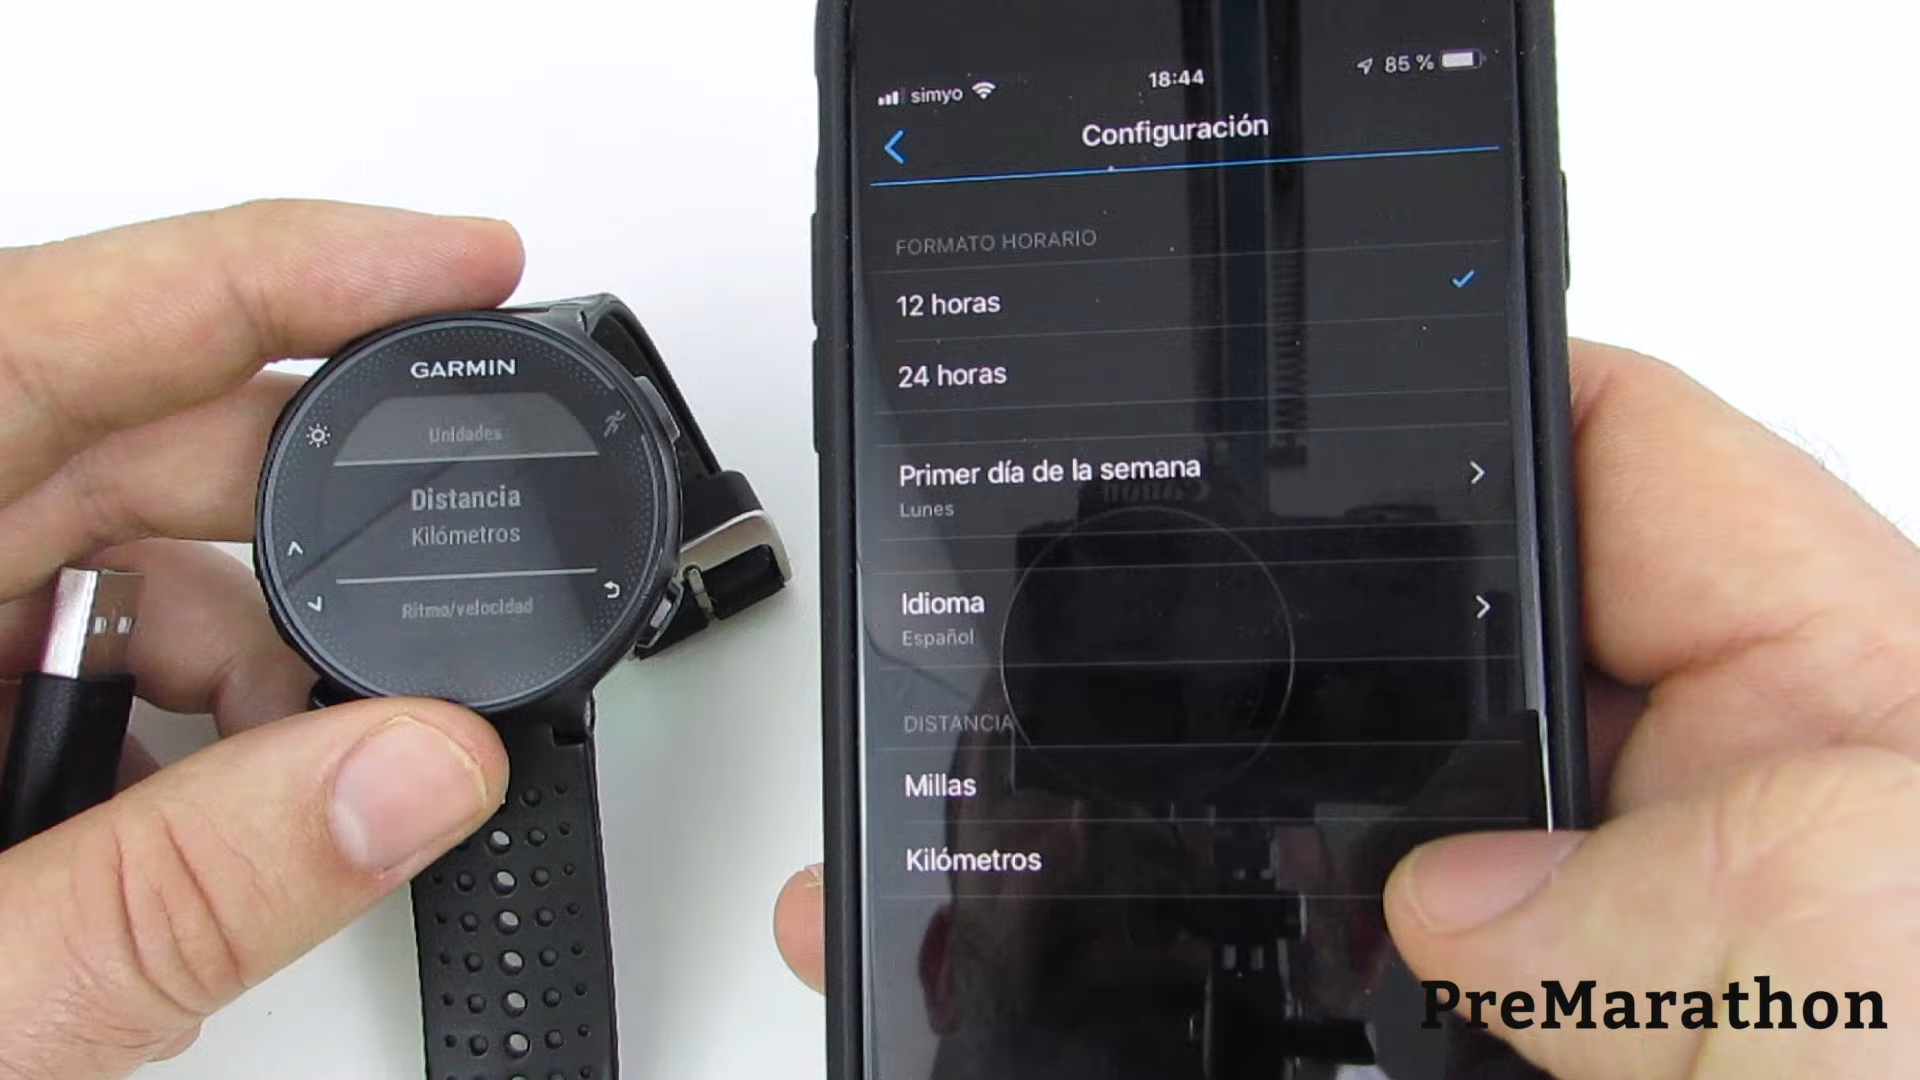 GARMIN
Unidades
Distancia
Kilómetros
Ritmo/velocidad
simyo
18:44
85 %
Configuración
FORMATO HORARIO
12 horas
24 horas
Primer día de la semana
Lunes
Idioma
Español
DISTANCIA
Millas
Kilómetros
Canon
PreMarathon